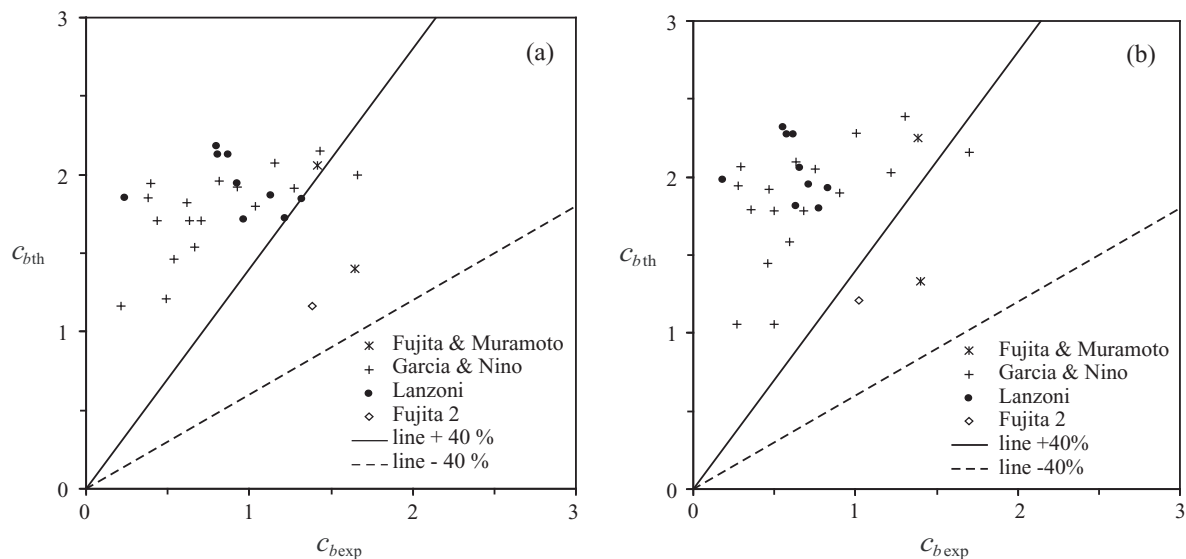 3
(a)
2
c_bth
1
Fujita & Muramoto
Garcia & Nino
Lanzoni
Fujita 2
line + 40 %
line - 40 %
0
0
1
2
3
c_bexp
3
(b)
2
c_bth
1
Fujita & Muramoto
Garcia & Nino
Lanzoni
Fujita 2
line +40%
line -40%
0
0
1
2
3
c_bexp